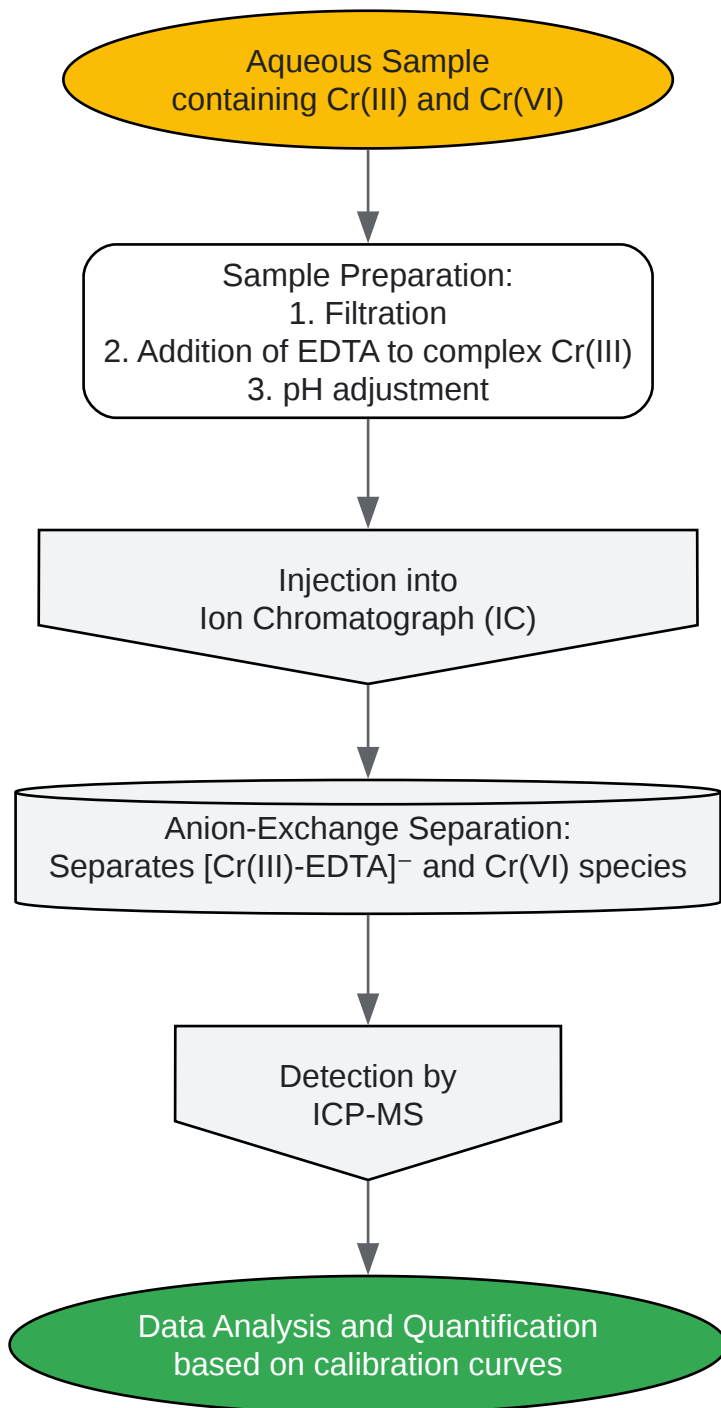 Aqueous Sample
containing Cr(III) and Cr(VI)
Sample Preparation:
1. Filtration
2. Addition of EDTA to complex Cr(III)
3. pH adjustment
Injection into
Ion Chromatograph (IC)
Anion-Exchange Separation:
Separates [Cr(III)-EDTA]⁻ and Cr(VI) species
Detection by
ICP-MS
Data Analysis and Quantification
based on calibration curves